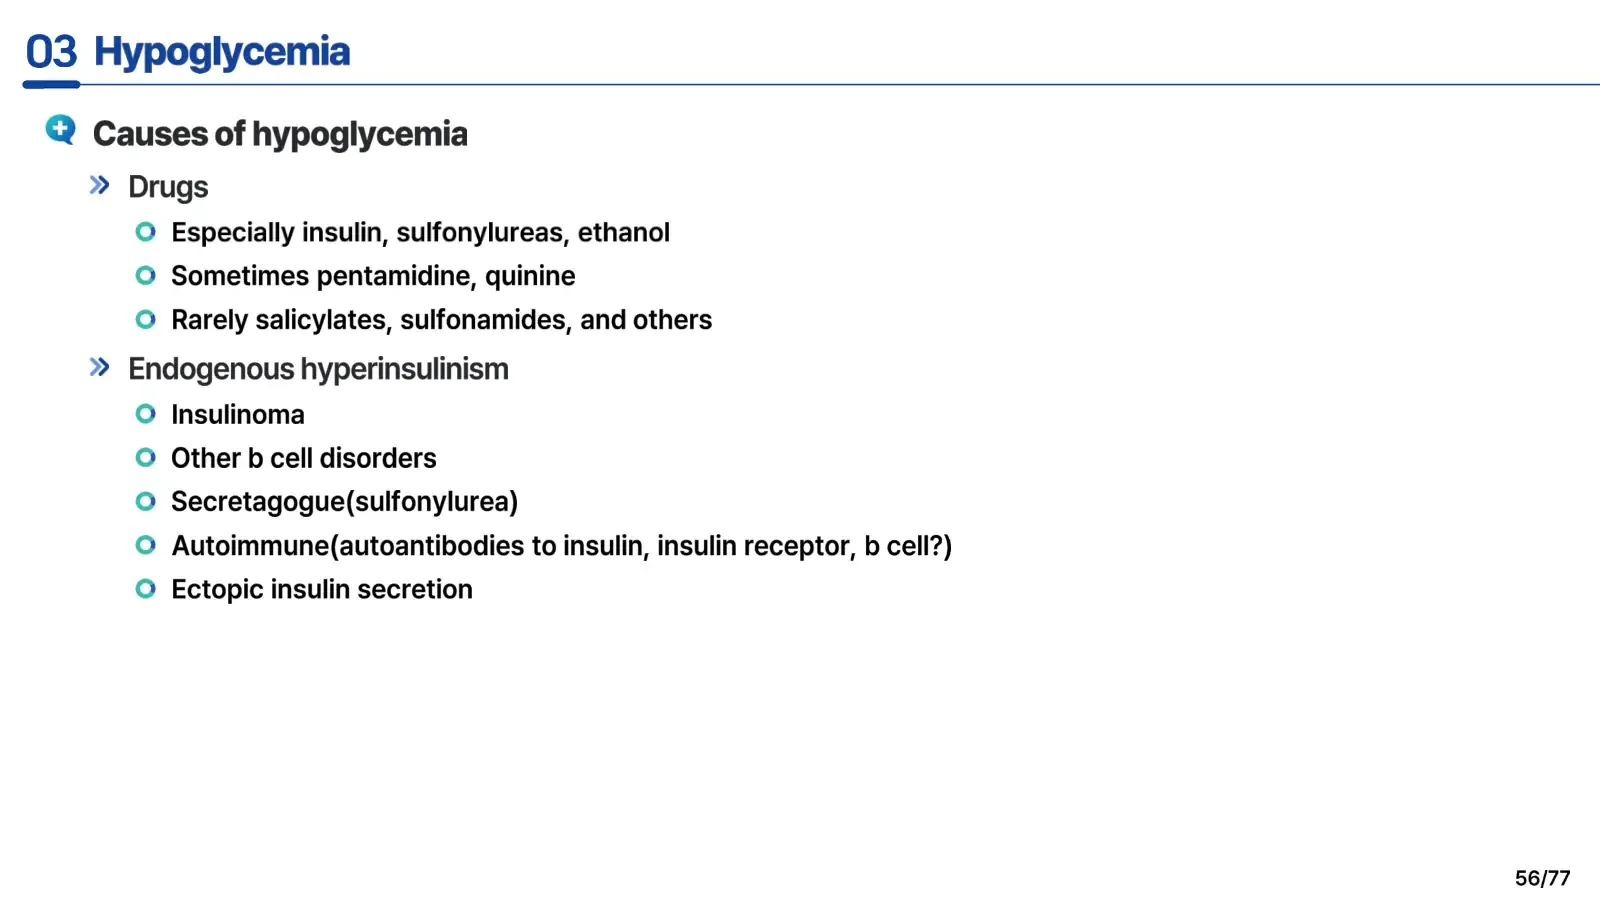 03 Hypoglycemia
Causes of hypoglycemia
Drugs
Especially insulin, sulfonylureas, ethanol
Sometimes pentamidine, quinine
Rarely salicylates, sulfonamides, and others
Endogenous hyperinsulinism
Insulinoma
Other b cell disorders
Secretagogue(sulfonylurea)
Autoimmune(autoantibodies to insulin, insulin receptor, b cell?)
Ectopic insulin secretion
56/77